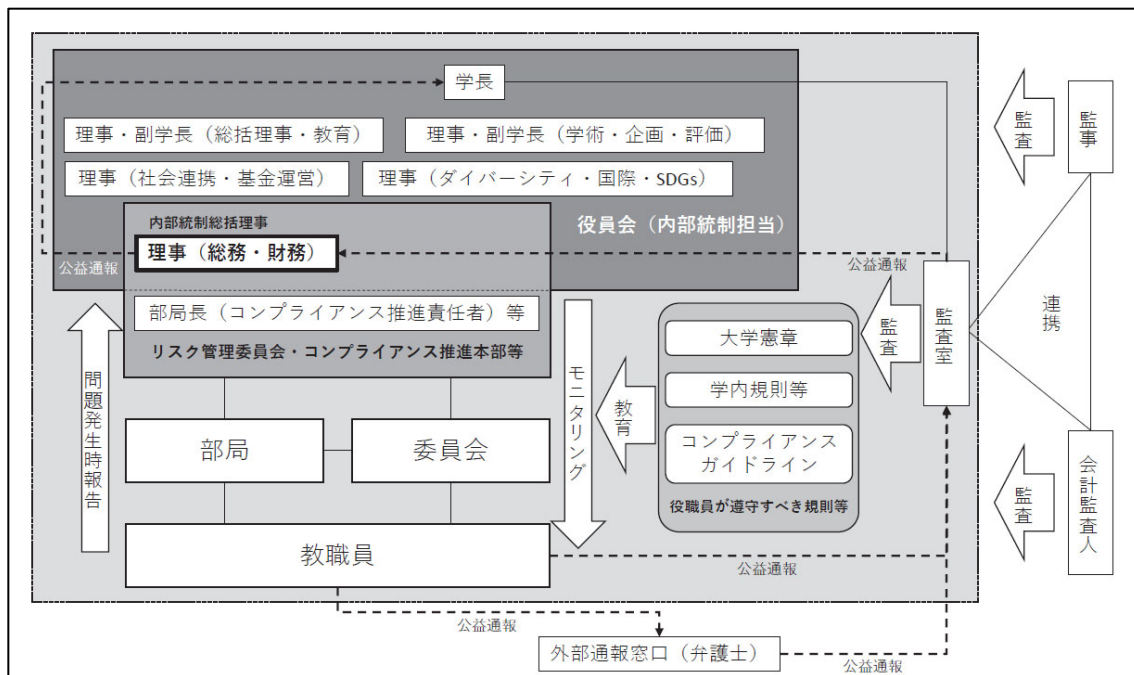 学長
監査
監事
理事・副学長（総括理事・教育）
理事・副学長（学術・企画・評価）
理事（社会連携・基金運営）
理事（ダイバーシティ・国際・SDGs）
内部統制総括理事
役員会（内部統制担当）
理事（総務・財務）
公益通報
公益通報
部局長（コンプライアンス推進責任者）等
リスク管理委員会・コンプライアンス推進本部等
問題発生時報告
モニタリング
教育
大学憲章
学内規則等
コンプライアンス
ガイドライン
役職員が遵守すべき規則等
監査
監査室
連携
部局
委員会
監査
会計監査人
教職員
公益通報
公益通報
外部通報窓口（弁護士）
公益通報